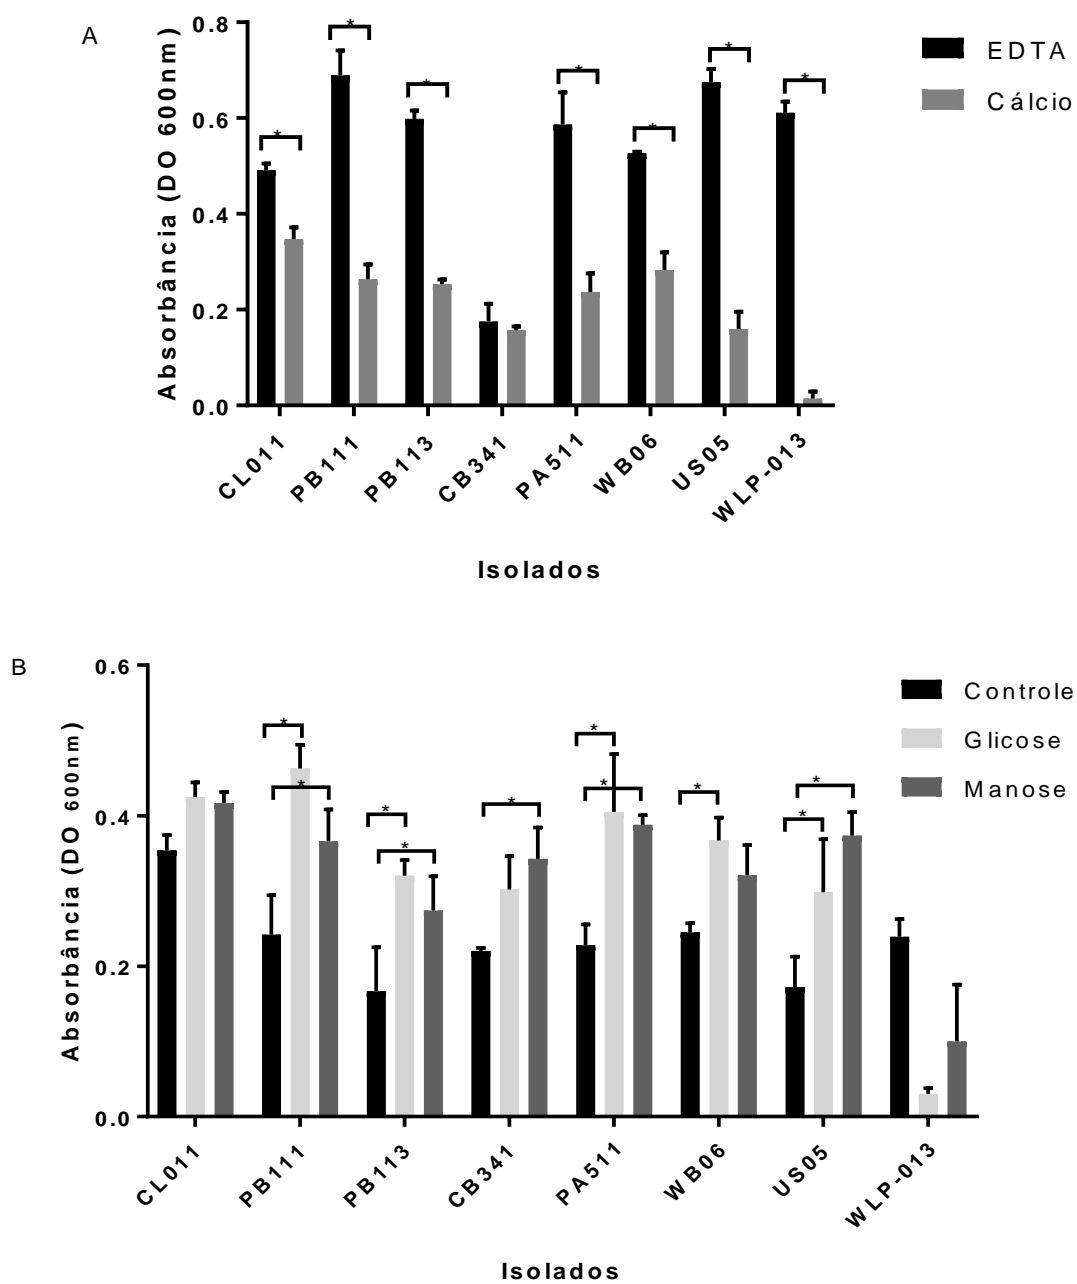 A
EDTA
Cálcio
Absorbância (DO 600nm)
0.8
0.6
0.4
0.2
0.0
*
*
*
*
*
*
*
CL011
PB111
PB113
CB341
PA511
WB06
US05
WLP-013
Isolados
B
Controle
Glicose
Manose
Absorbância (DO 600nm)
0.6
0.4
0.2
0.0
*
*
*
*
*
*
*
*
*
*
CL011
PB111
PB113
CB341
PA511
WB06
US05
WLP-013
Isolados